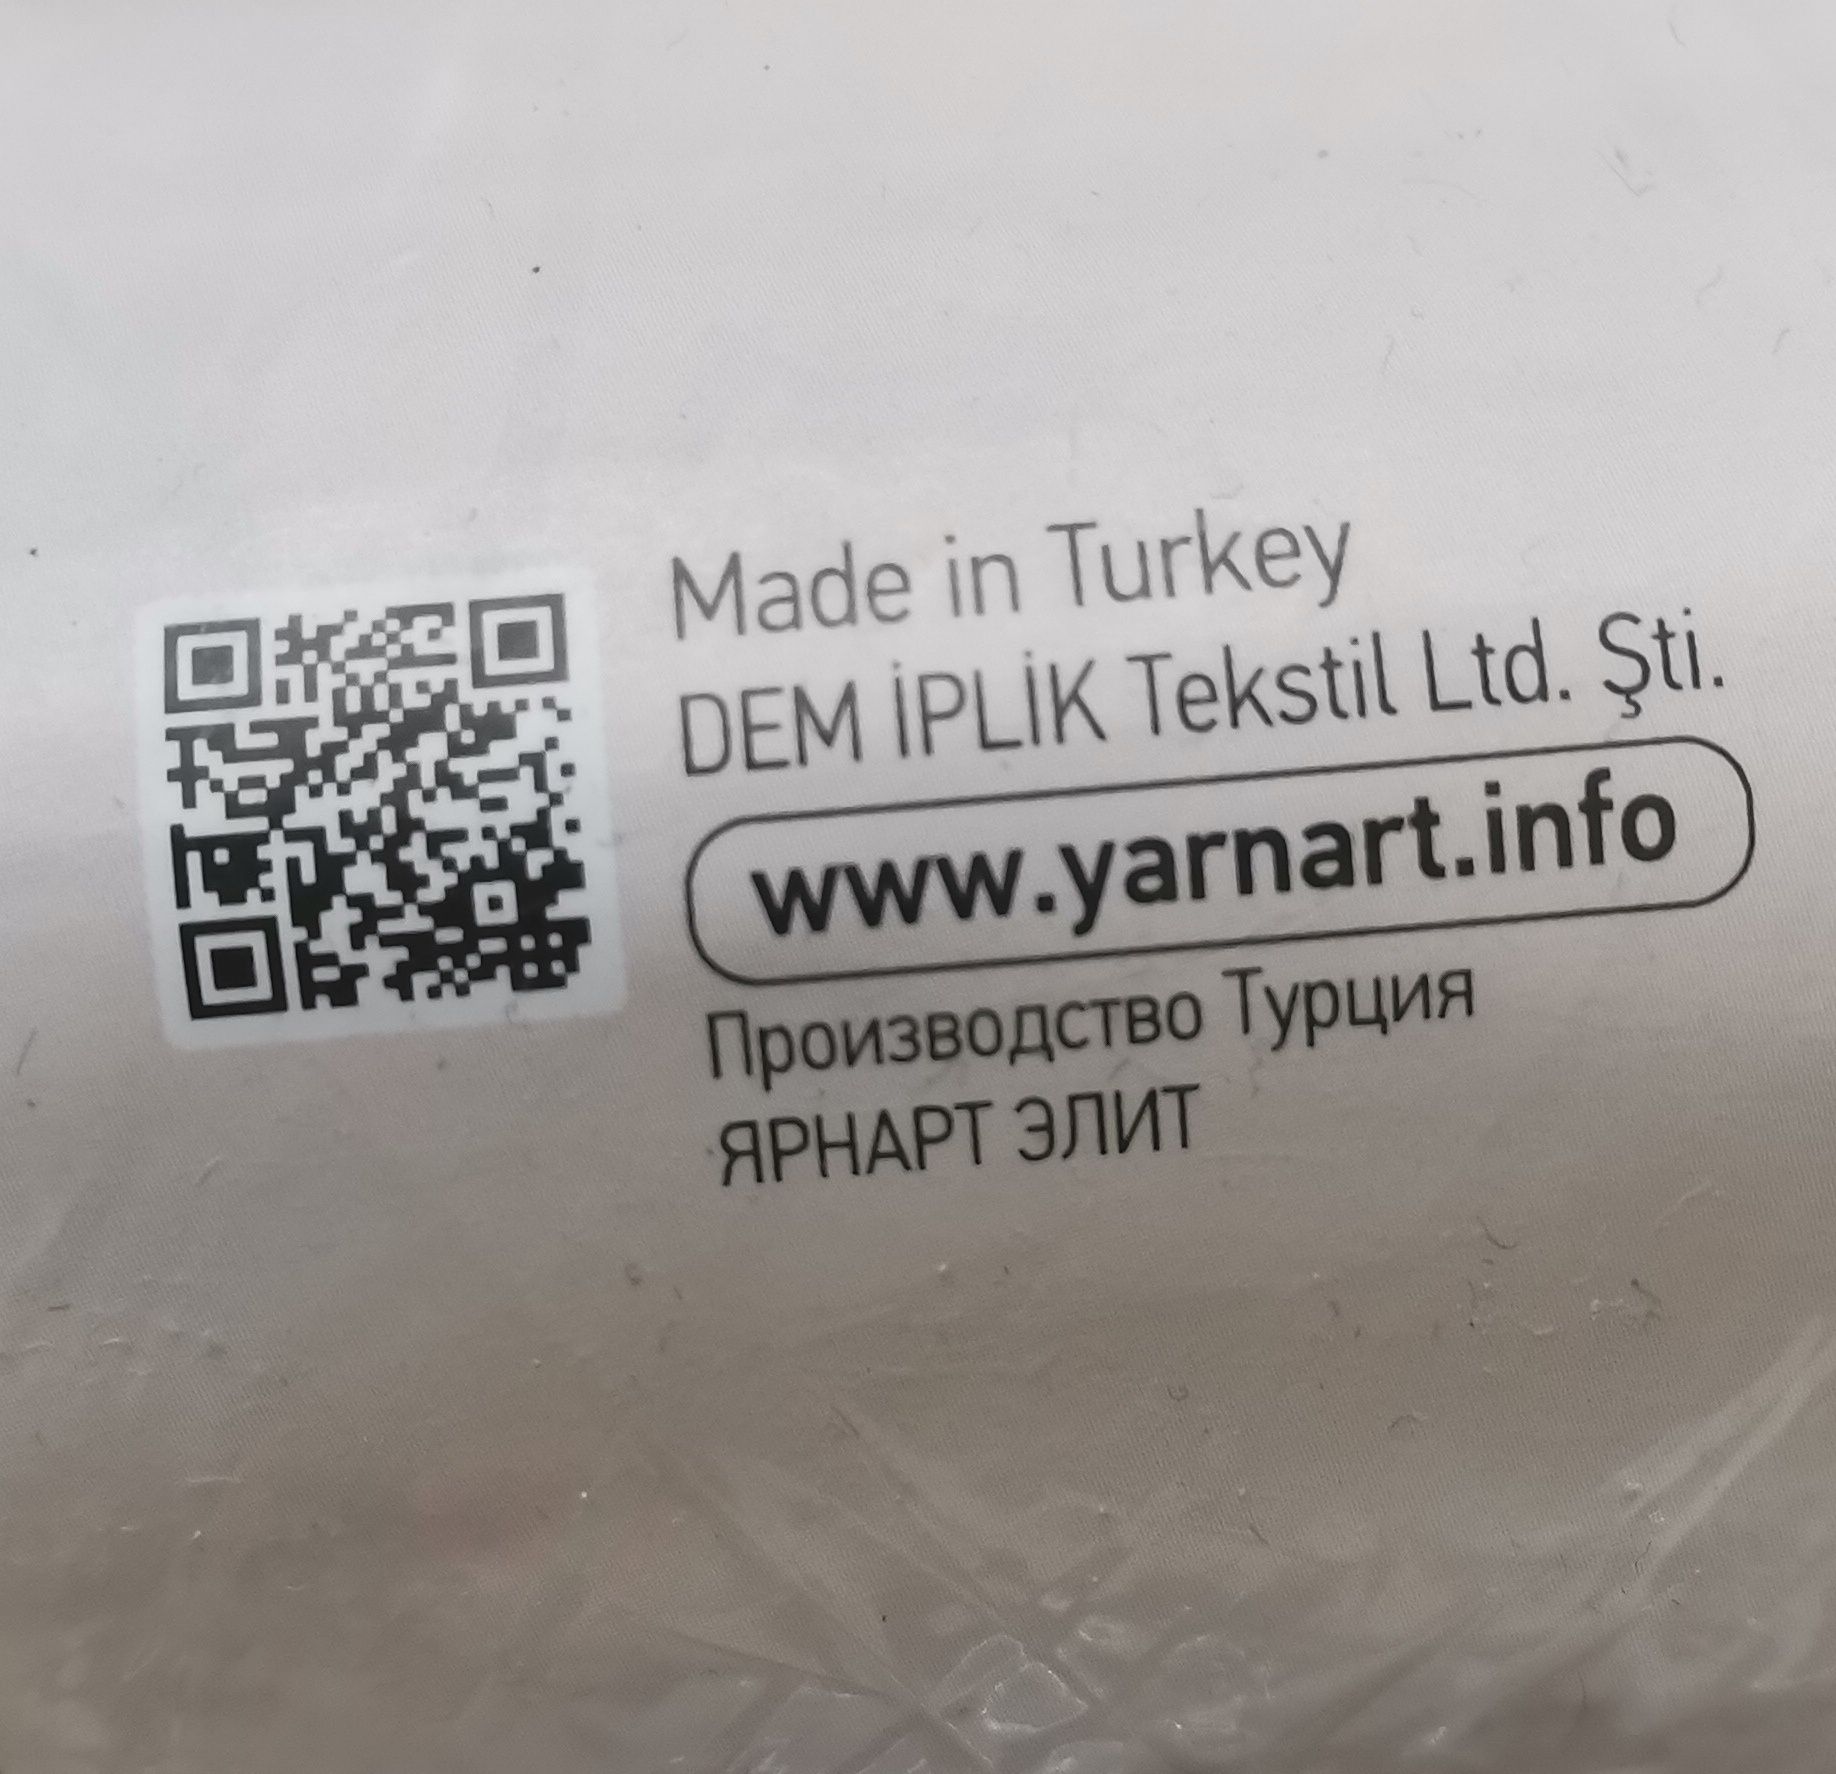 Made in Turkey
DEM İPLİK Tekstil Ltd. Şti.
www.yarnart.info
Производство Турция
ЯРНАРТ ЭЛИТ